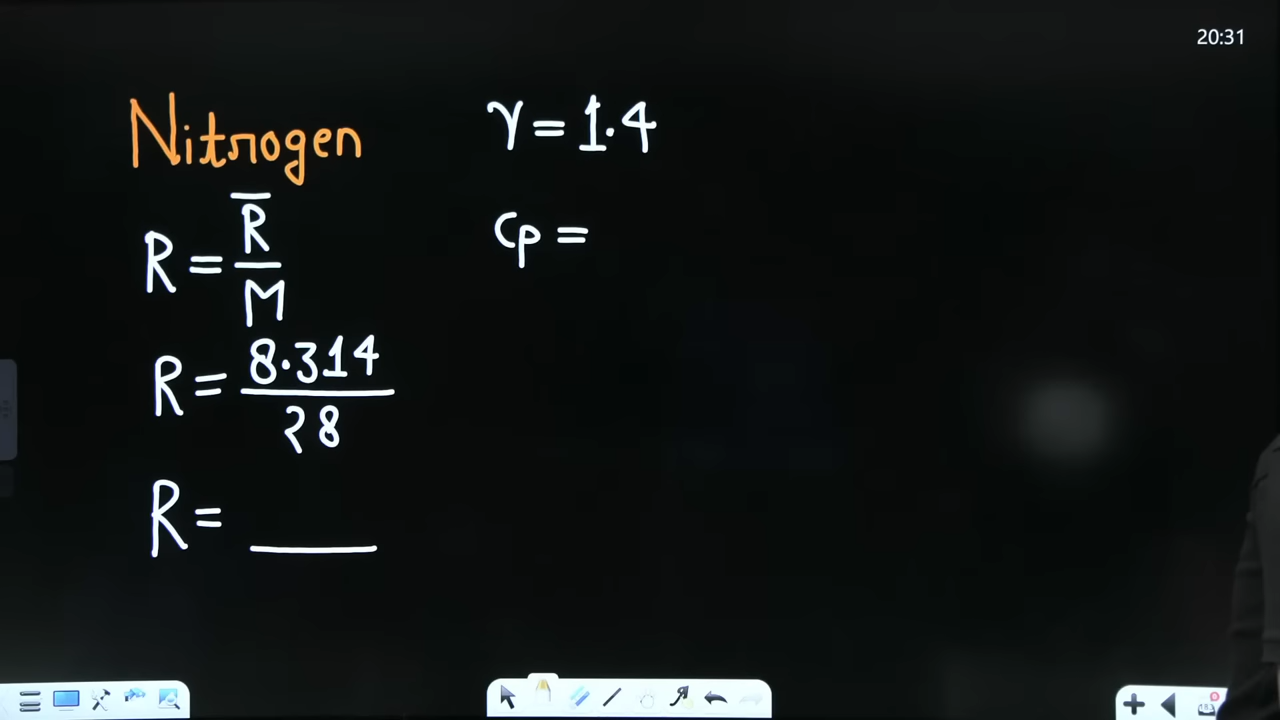 20:31
Nitrogen
R = R̅/M
R = 8.314/28
R = ____
γ = 1.4
Cp =